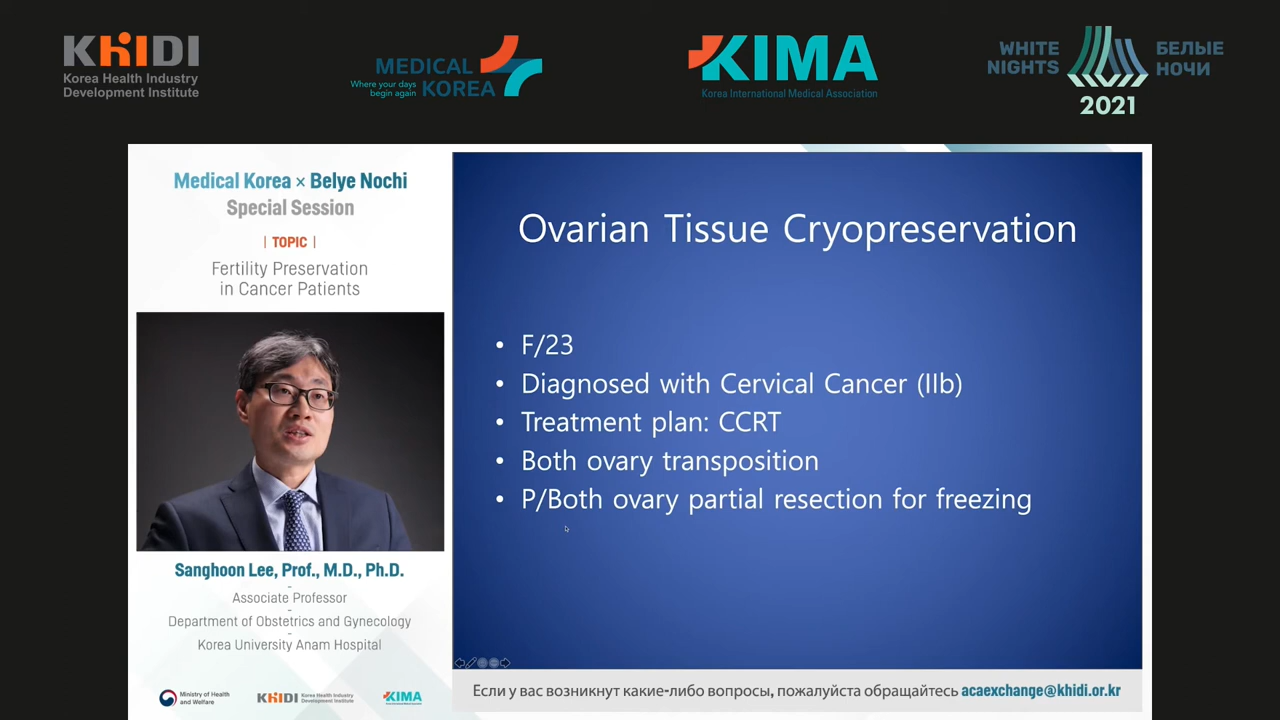 KHIDI
Korea Health Industry
Development Institute
MEDICAL
KOREA
Where your days
begin again
KIMA
Korea International Medical Association
WHITE
NIGHTS
БЕЛЫЕ
НОЧИ
2021
Medical Korea × Belye Nochi
Special Session
| TOPIC |
Fertility Preservation
in Cancer Patients
Sanghoon Lee, Prof., M.D., Ph.D.
-
Associate Professor
-
Department of Obstetrics and Gynecology
-
Korea University Anam Hospital
Ministry of Health
and Welfare
KHIDI
Korea Health Industry
Development Institute
KIMA
Ovarian Tissue Cryopreservation
• F/23
• Diagnosed with Cervical Cancer (IIb)
• Treatment plan: CCRT
• Both ovary transposition
• P/Both ovary partial resection for freezing
Если у вас возникнут какие-либо вопросы, пожалуйста обращайтесь acaexchange@khidi.or.kr